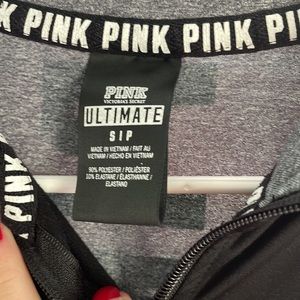 K PINK PINK PINK PINK
PINK
VICTORIA'S SECRET
ULTIMATE
S | P
MADE IN VIETNAM / FAIT AU
VIETNAM / HECHO EN VIETNAM
90% POLYESTER / POLIÉSTER
10% ELASTANE / ÉLASTHANNE /
ELASTANO
PINK